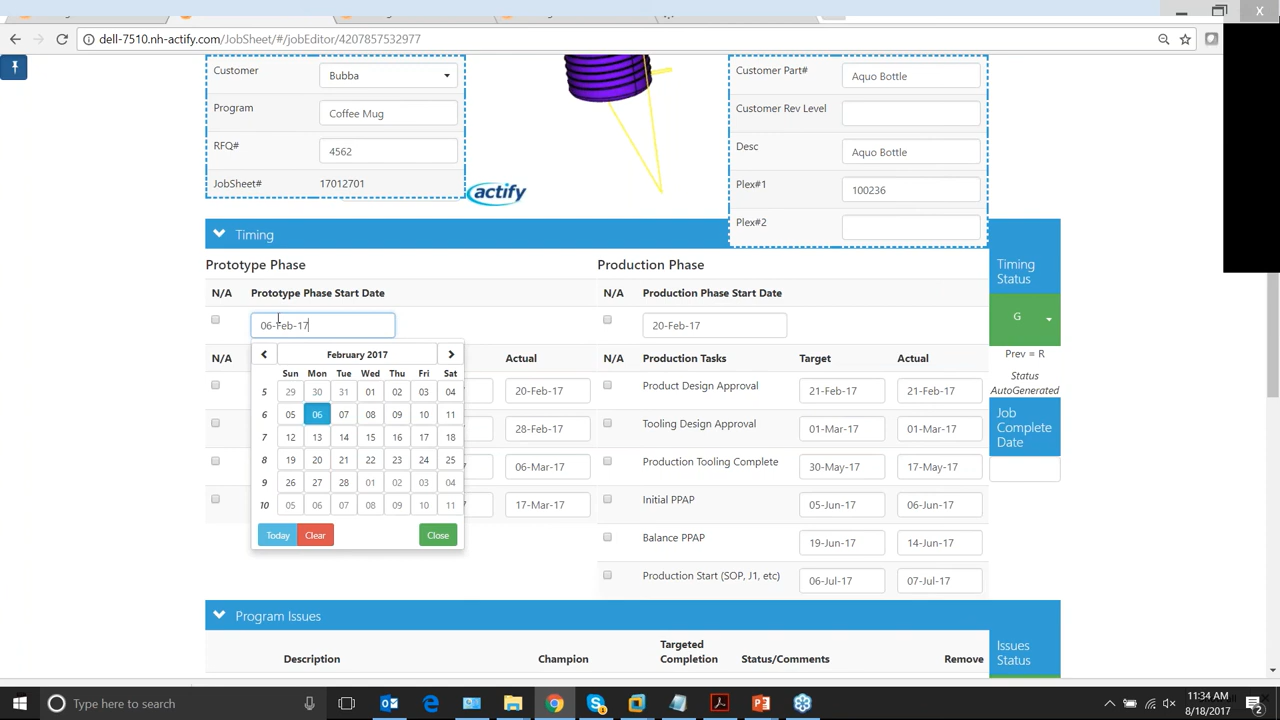 dell-7510.nh-actify.com/JobSheet/#/jobEditor/4207857532977
Customer
Bubba
Program
Coffee Mug
RFQ#
4562
JobSheet#
17012701
actify
Customer Part#
Aquo Bottle
Customer Rev Level
Desc
Aquo Bottle
Plex#1
100236
Plex#2
Timing
Timing
Status
G
Prev = R
Status
AutoGenerated
Job
Complete
Date
Prototype Phase
N/A Prototype Phase Start Date
06-Feb-17
N/A
Actual
20-Feb-17
28-Feb-17
06-Mar-17
17-Mar-17
February 2017
Sun Mon Tue Wed Thu Fri Sat
5 29 30 31 01 02 03 04
6 05 06 07 08 09 10 11
7 12 13 14 15 16 17 18
8 19 20 21 22 23 24 25
9 26 27 28 01 02 03 04
10 05 06 07 08 09 10 11
Today Clear Close
Production Phase
N/A Production Phase Start Date
20-Feb-17
N/A Production Tasks Target Actual
Product Design Approval 21-Feb-17 21-Feb-17
Tooling Design Approval 01-Mar-17 01-Mar-17
Production Tooling Complete 30-May-17 17-May-17
Initial PPAP 05-Jun-17 06-Jun-17
Balance PPAP 19-Jun-17 14-Jun-17
Production Start (SOP, J1, etc) 06-Jul-17 07-Jul-17
Program Issues
Issues
Status
Description Champion Targeted
Completion Status/Comments Remove
Type here to search
11:34 AM
8/18/2017
2